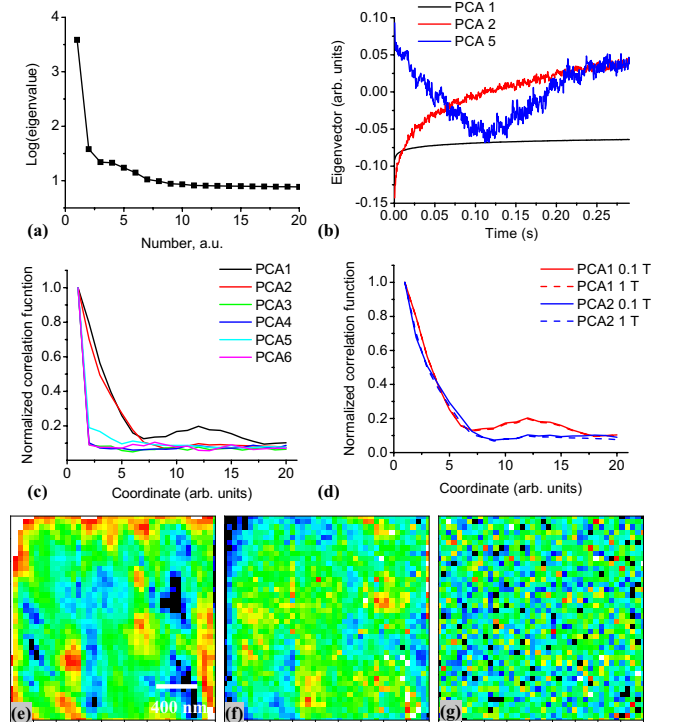 4
3
2
1
0
5
10
15
20
Log(eigenvalue)
Number, a.u.
(a)
PCA 1
PCA 2
PCA 5
0.05
0.00
-0.05
-0.10
-0.15
0.00
0.05
0.10
0.15
0.20
0.25
Eigenvector (arb. units)
Time (s)
(b)
PCA1
PCA2
PCA3
PCA4
PCA5
PCA6
1.0
0.8
0.6
0.4
0.2
0
5
10
15
20
Normalized correlation fucntion
Coordinate (arb. units)
(c)
PCA1 0.1 T
PCA1 1 T
PCA2 0.1 T
PCA2 1 T
1.0
0.8
0.6
0.4
0.2
0.0
0
5
10
15
20
Normalized correlation function
Coordinate (arb. units)
(d)
400 nm
(e)
(f)
(g)